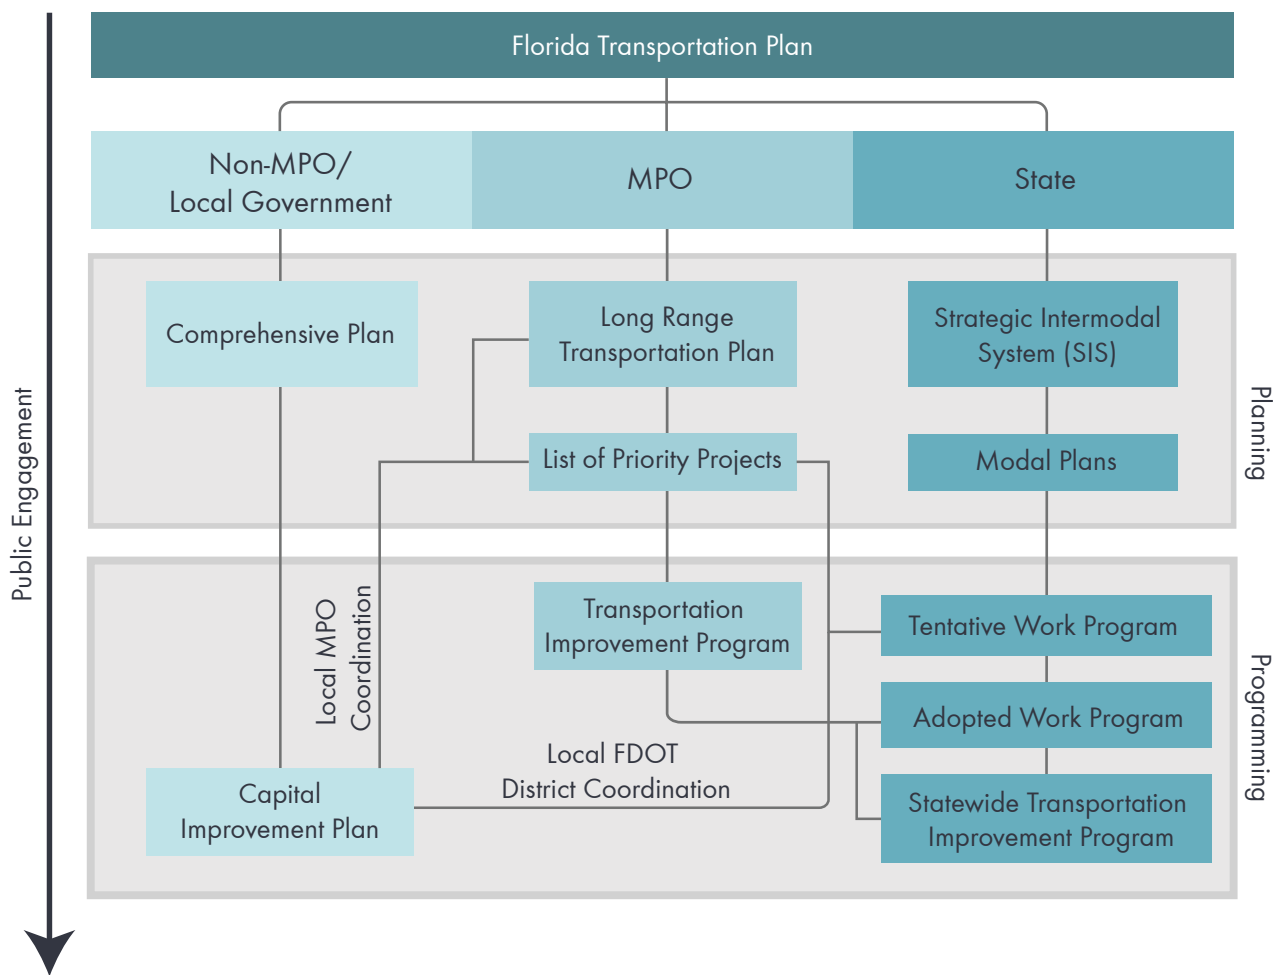 Florida Transportation Plan
Non-MPO/
Local Government
MPO
State
Comprehensive Plan
Long Range
Transportation Plan
Strategic Intermodal
System (SIS)
List of Priority Projects
Modal Plans
Planning
Public Engagement
Local MPO
Coordination
Transportation
Improvement Program
Tentative Work Program
Adopted Work Program
Local FDOT
District Coordination
Capital
Improvement Plan
Statewide Transportation
Improvement Program
Programming